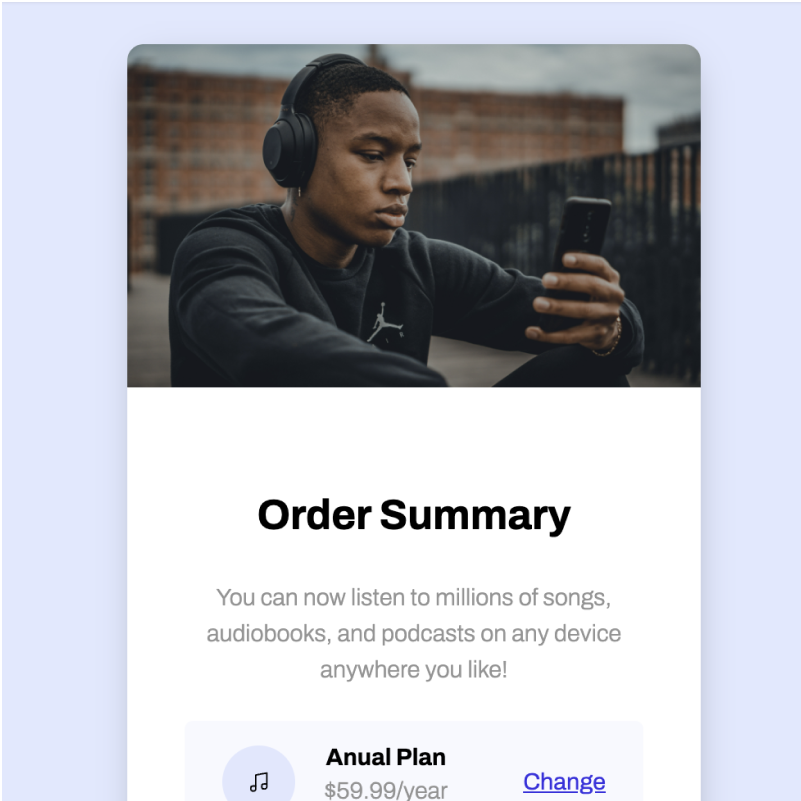 Order Summary
You can now listen to millions of songs,
audiobooks, and podcasts on any device
anywhere you like!
Anual Plan
$59.99/year
Change